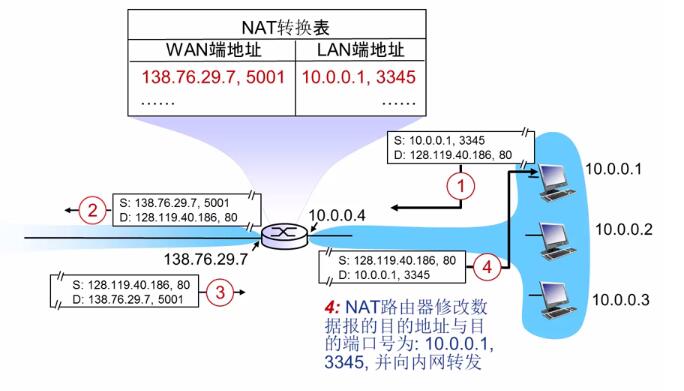 NAT转换表
WAN端地址 LAN端地址
138.76.29.7, 5001 10.0.0.1, 3345
…… ……
S: 10.0.0.1, 3345
D: 128.119.40.186, 80
1
10.0.0.1
S: 138.76.29.7, 5001
D: 128.119.40.186, 80
2
10.0.0.4
10.0.0.2
138.76.29.7
S: 128.119.40.186, 80
D: 10.0.0.1, 3345
4
S: 128.119.40.186, 80
D: 138.76.29.7, 5001
3
10.0.0.3
4: NAT路由器修改数
据报的目的地址与目
的端口号为: 10.0.0.1,
3345, 并向内网转发